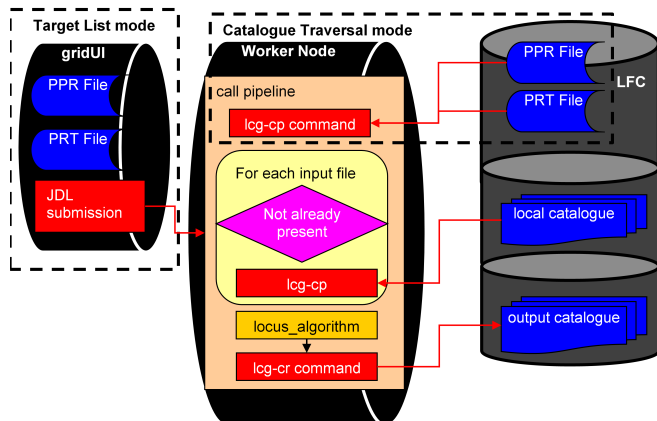 Target List mode
gridUI
PPR File
PRT File
JDL
submission
Catalogue Traversal mode
Worker Node
call pipeline
lcg-cp command
For each input file
Not already
present
lcg-cp
locus_algorithm
lcg-cr command
PPR File
LFC
PRT File
local catalogue
output catalogue